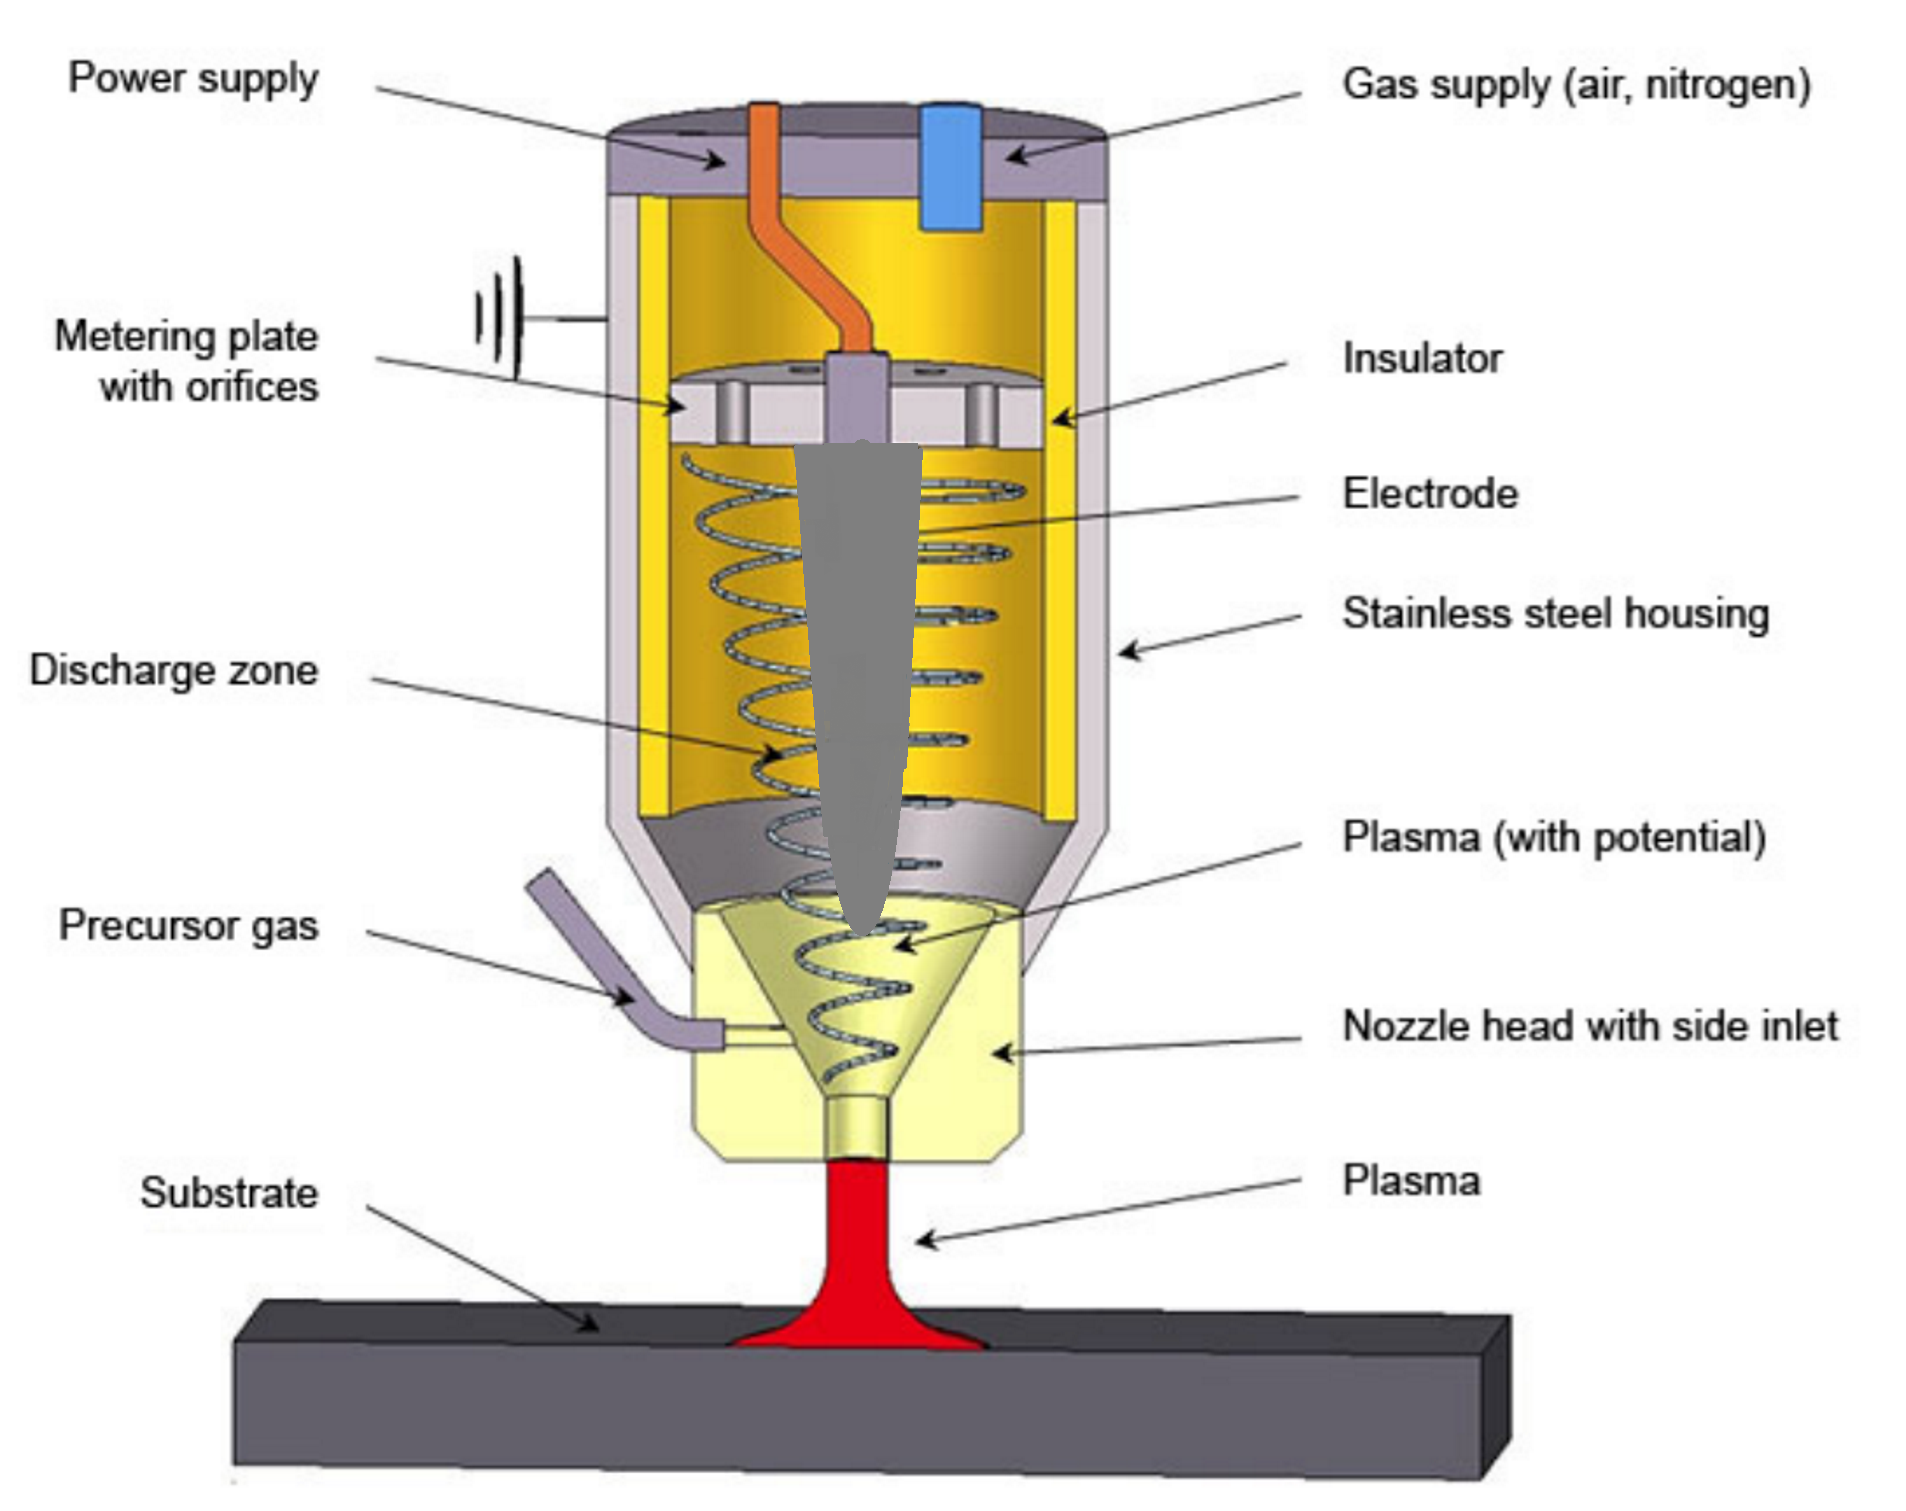 Power supply
Gas supply (air, nitrogen)
Metering plate
with orifices
Insulator
Electrode
Stainless steel housing
Discharge zone
Plasma (with potential)
Precursor gas
Nozzle head with side inlet
Substrate
Plasma